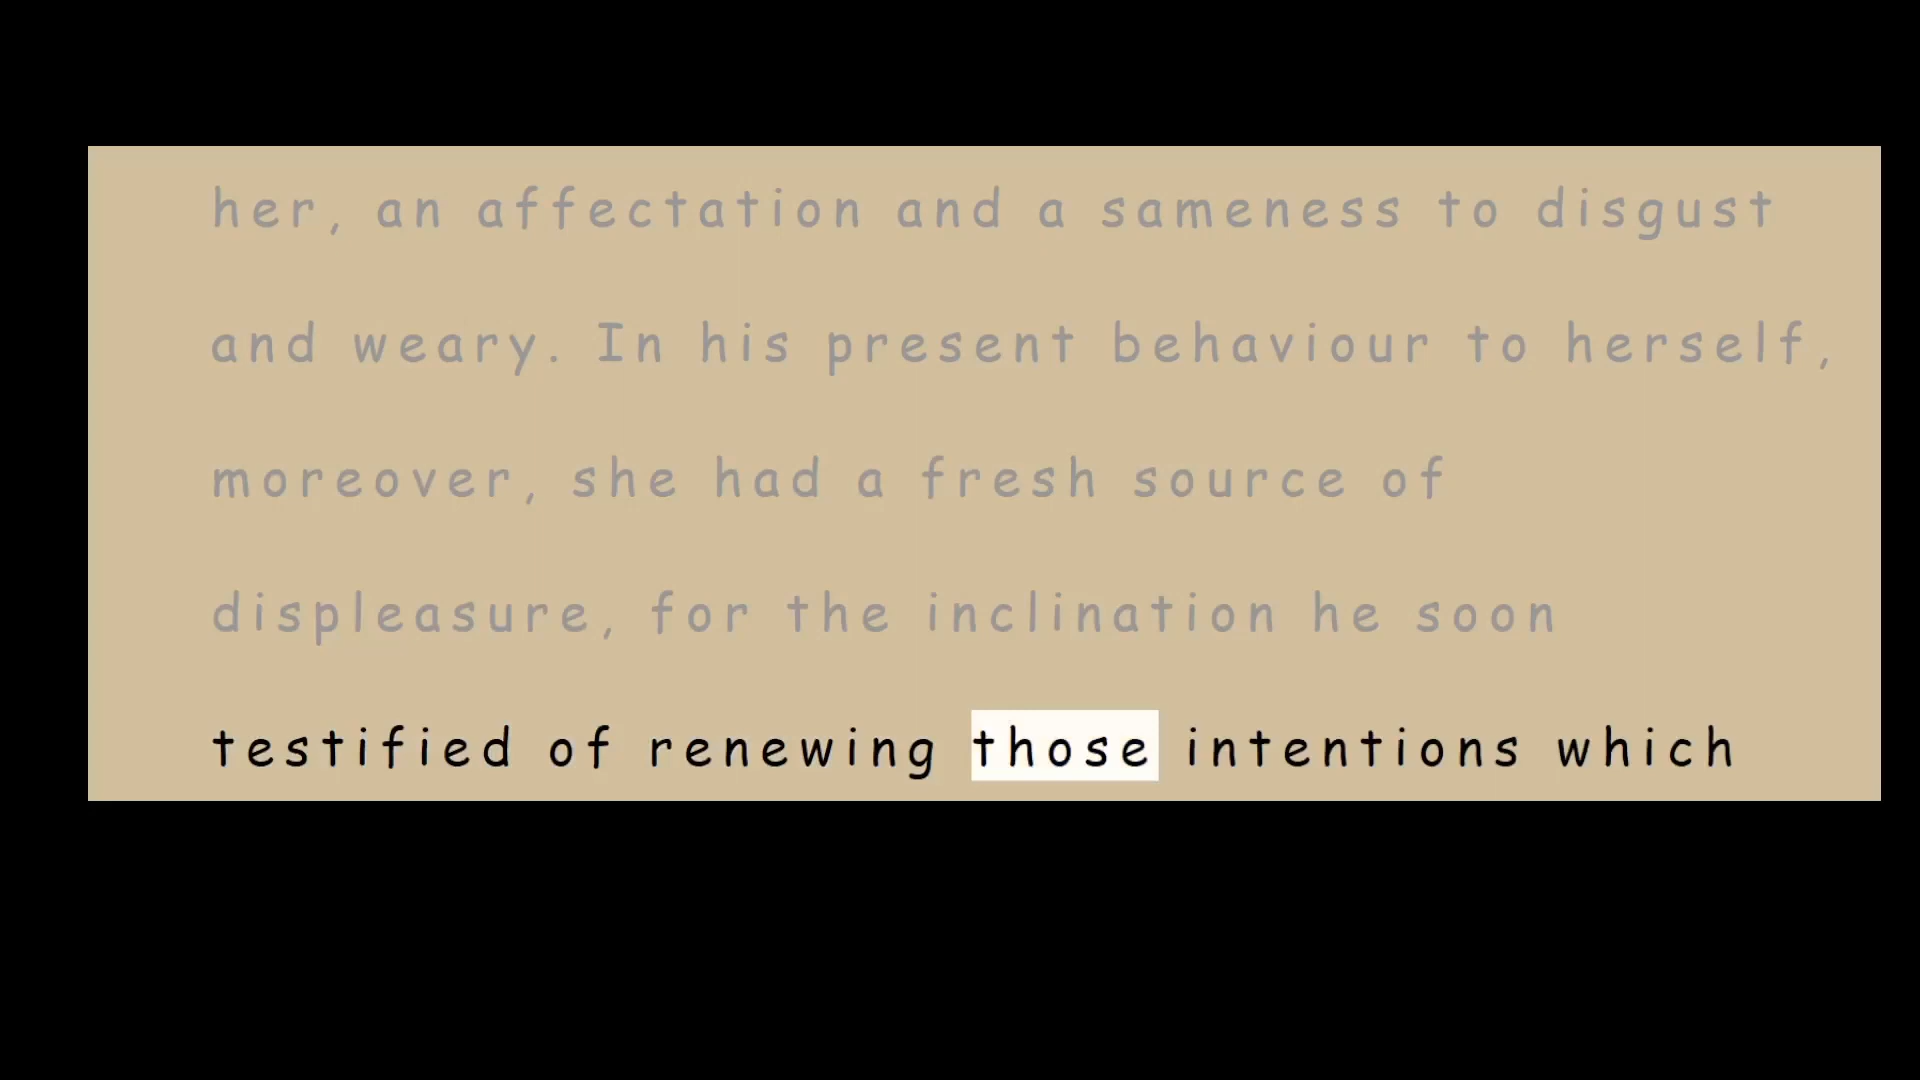 her, an affectation and a sameness to disgust
and weary. In his present behaviour to herself,
moreover, she had a fresh source of
displeasure, for the inclination he soon
testified of renewing those intentions which